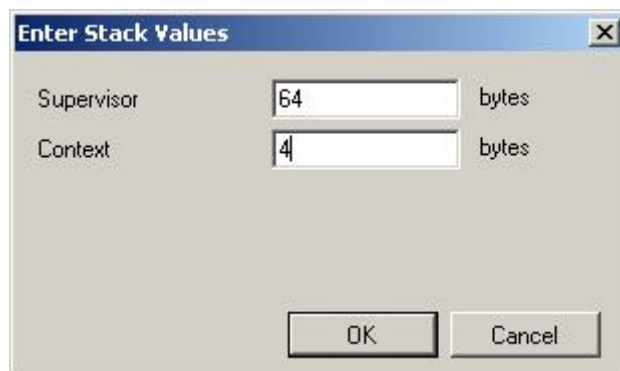 Enter Stack Values
Supervisor 64 bytes
Context 4 bytes
OK Cancel